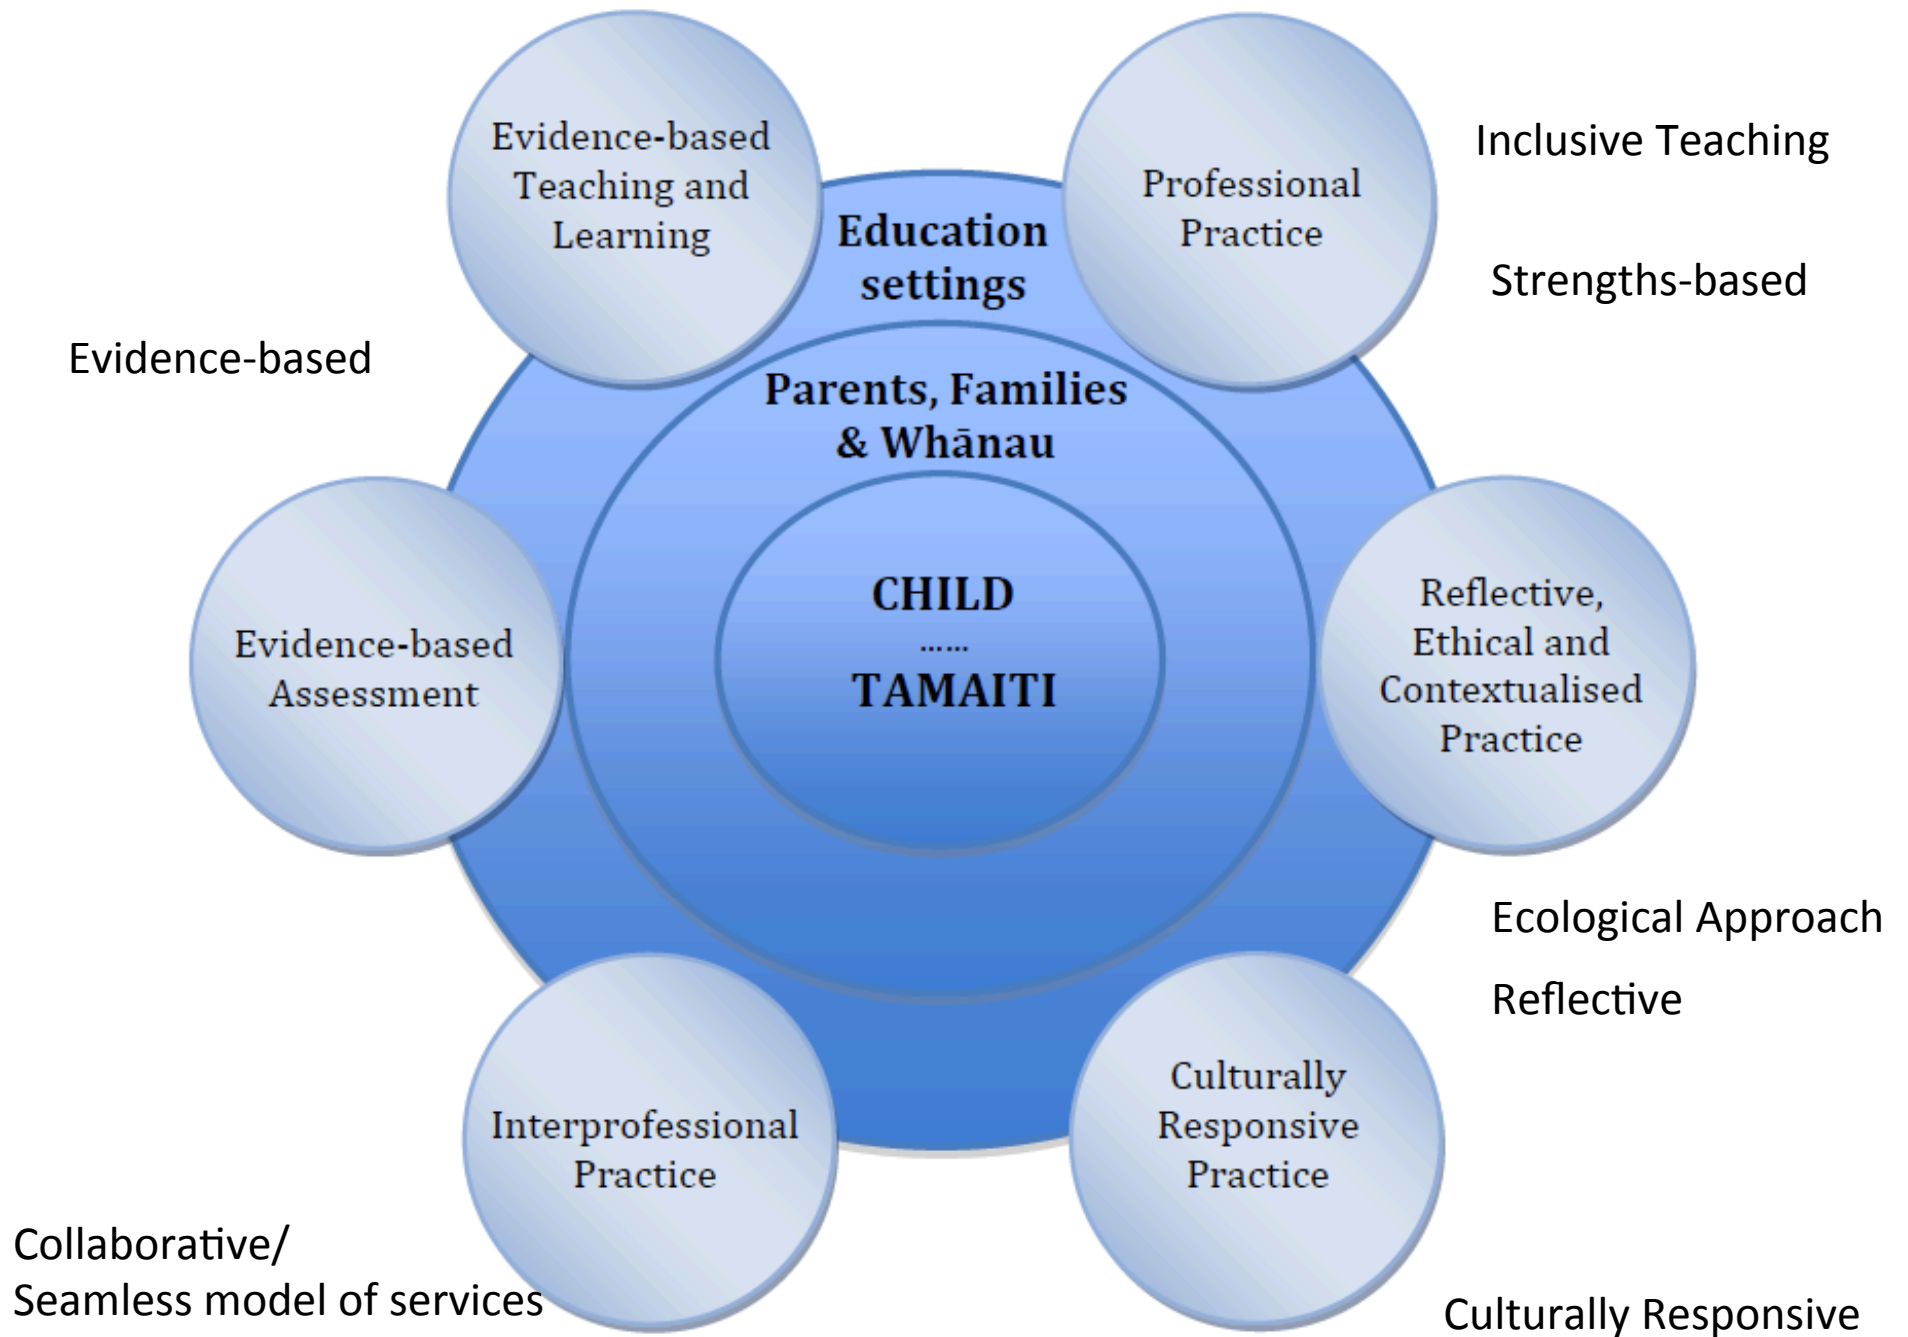 Evidence-based
Teaching and
Learning
Professional
Practice
Inclusive Teaching
Strengths-based
Education
settings
Evidence-based
Parents, Families
& Whānau
CHILD
......
TAMAITI
Evidence-based
Assessment
Reflective,
Ethical and
Contextualised
Practice
Ecological Approach
Reflective
Interprofessional
Practice
Culturally
Responsive
Practice
Collaborative/
Seamless model of services
Culturally Responsive